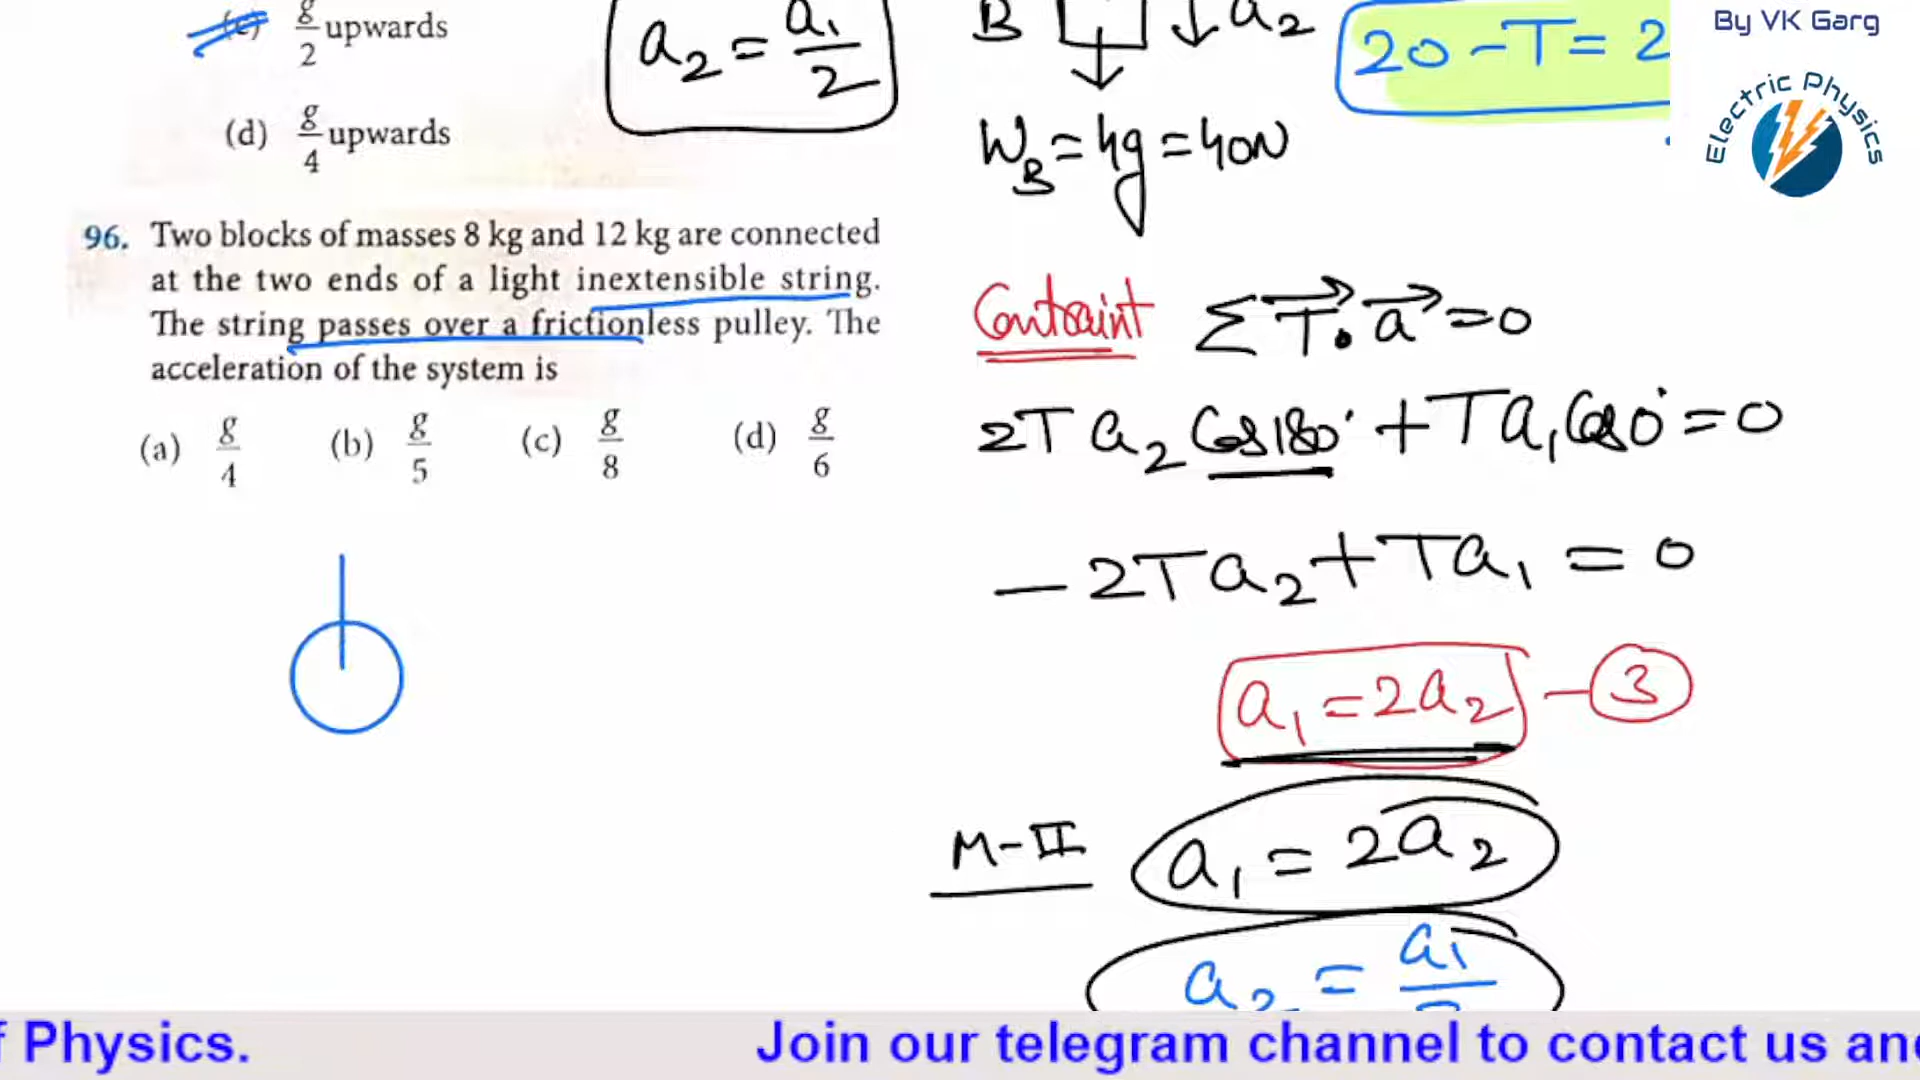 (c) g/2 upwards
(d) g/4 upwards
a₂ = a₁/2
B
↓ a₂
W_B = 4g = 40N
20 - T = 2
By VK Garg
Electric Physics
96. Two blocks of masses 8 kg and 12 kg are connected
at the two ends of a light inextensible string.
The string passes over a frictionless pulley. The
acceleration of the system is
(a) g/4 (b) g/5 (c) g/8 (d) g/6
Contraint Σ T⃗ · a⃗ = 0
2T a₂ Cos180° + T a₁ Cos0° = 0
- 2T a₂ + T a₁ = 0
a₁ = 2a₂ - 3
M-II a₁ = 2a₂
a₂ = a₁
f Physics. Join our telegram channel to contact us and